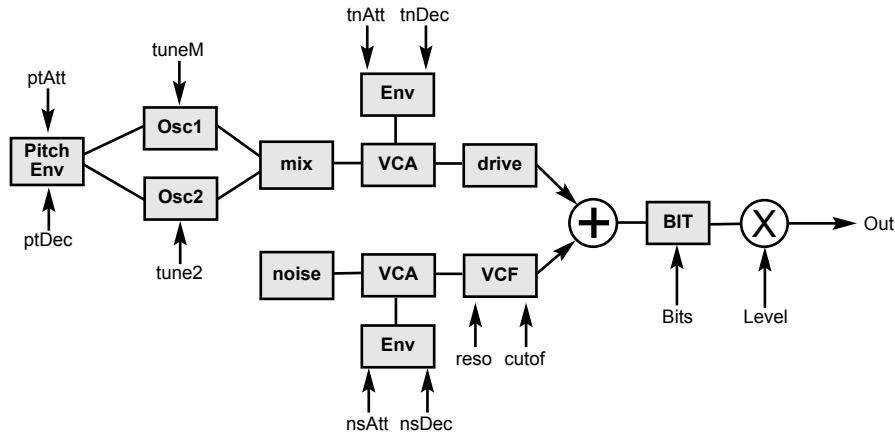 tnAtt tnDec
tuneM
ptAtt
Env
Osc1
Pitch
Env
mix
VCA
drive
Osc2
BIT
X
Out
ptDec
tune2
noise
VCA
VCF
Bits
Level
Env
reso cutof
nsAtt nsDec